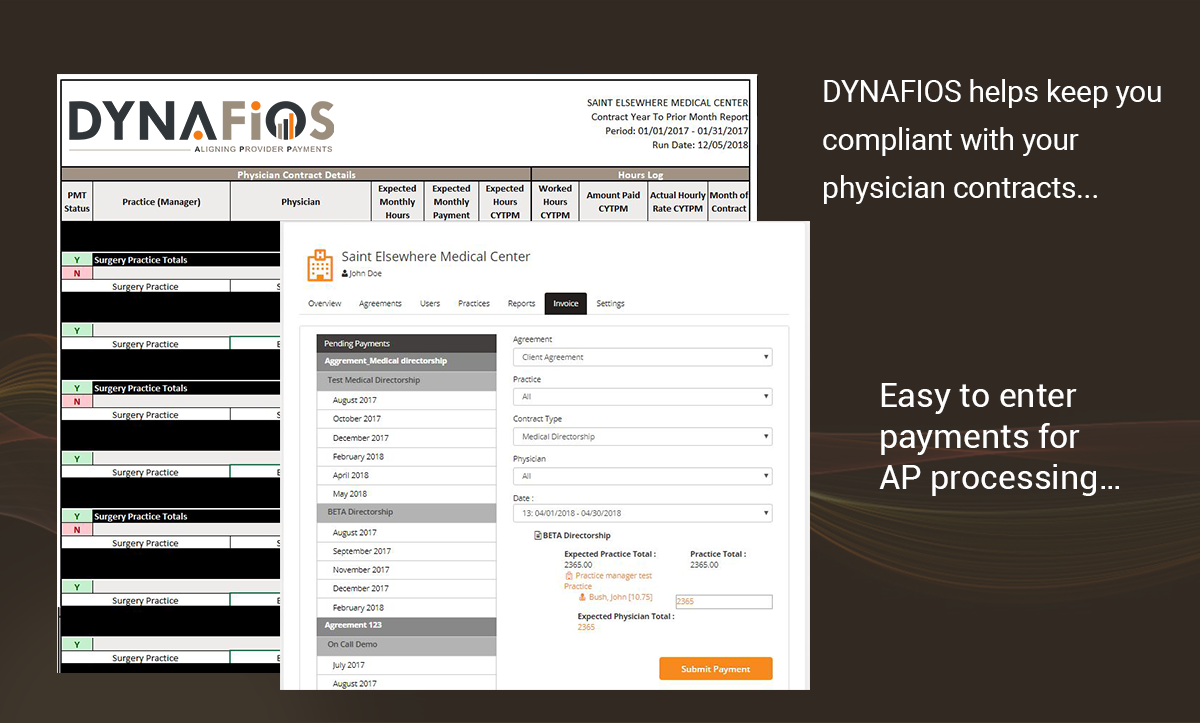 DYNAFIOS
ALIGNING PROVIDER PAYMENTS
SAINT ELSEWHERE MEDICAL CENTER
Contract Year To Prior Month Report
Period: 01/01/2017 - 01/31/2017
Run Date: 12/05/2018
Physician Contract Details
Hours Log
PMT Status
Practice (Manager)
Physician
Expected Monthly Hours
Expected Monthly Payment
Expected Hours CYTPM
Worked Hours CYTPM
Amount Paid CYTPM
Actual Hourly Rate CYTPM
Month of Contract
Y Surgery Practice Totals
N
Surgery Practice
Y
Surgery Practice
Y Surgery Practice Totals
N
Surgery Practice
Y
Surgery Practice
Y Surgery Practice Totals
N
Surgery Practice
Y
Surgery Practice
Y
Surgery Practice
Saint Elsewhere Medical Center
John Doe
Overview Agreements Users Practices Reports Invoice Settings
Pending Payments
Aggrement_Medical directorship
Test Medical Directorship
August 2017
October 2017
December 2017
February 2018
April 2018
May 2018
BETA Directorship
August 2017
September 2017
November 2017
December 2017
February 2018
Agreement 123
On Call Demo
July 2017
August 2017
Agreement
Client Agreement
Practice
All
Contract Type
Medical Directorship
Physician
All
Date :
13: 04/01/2018 - 04/30/2018
BETA Directorship
Expected Practice Total : Practice Total :
2365.00 2365.00
Practice manager test
Practice
Bush, John [10.75] 2365
Expected Physician Total :
2365
Submit Payment
DYNAFIOS helps keep you
compliant with your
physician contracts...
Easy to enter
payments for
AP processing...